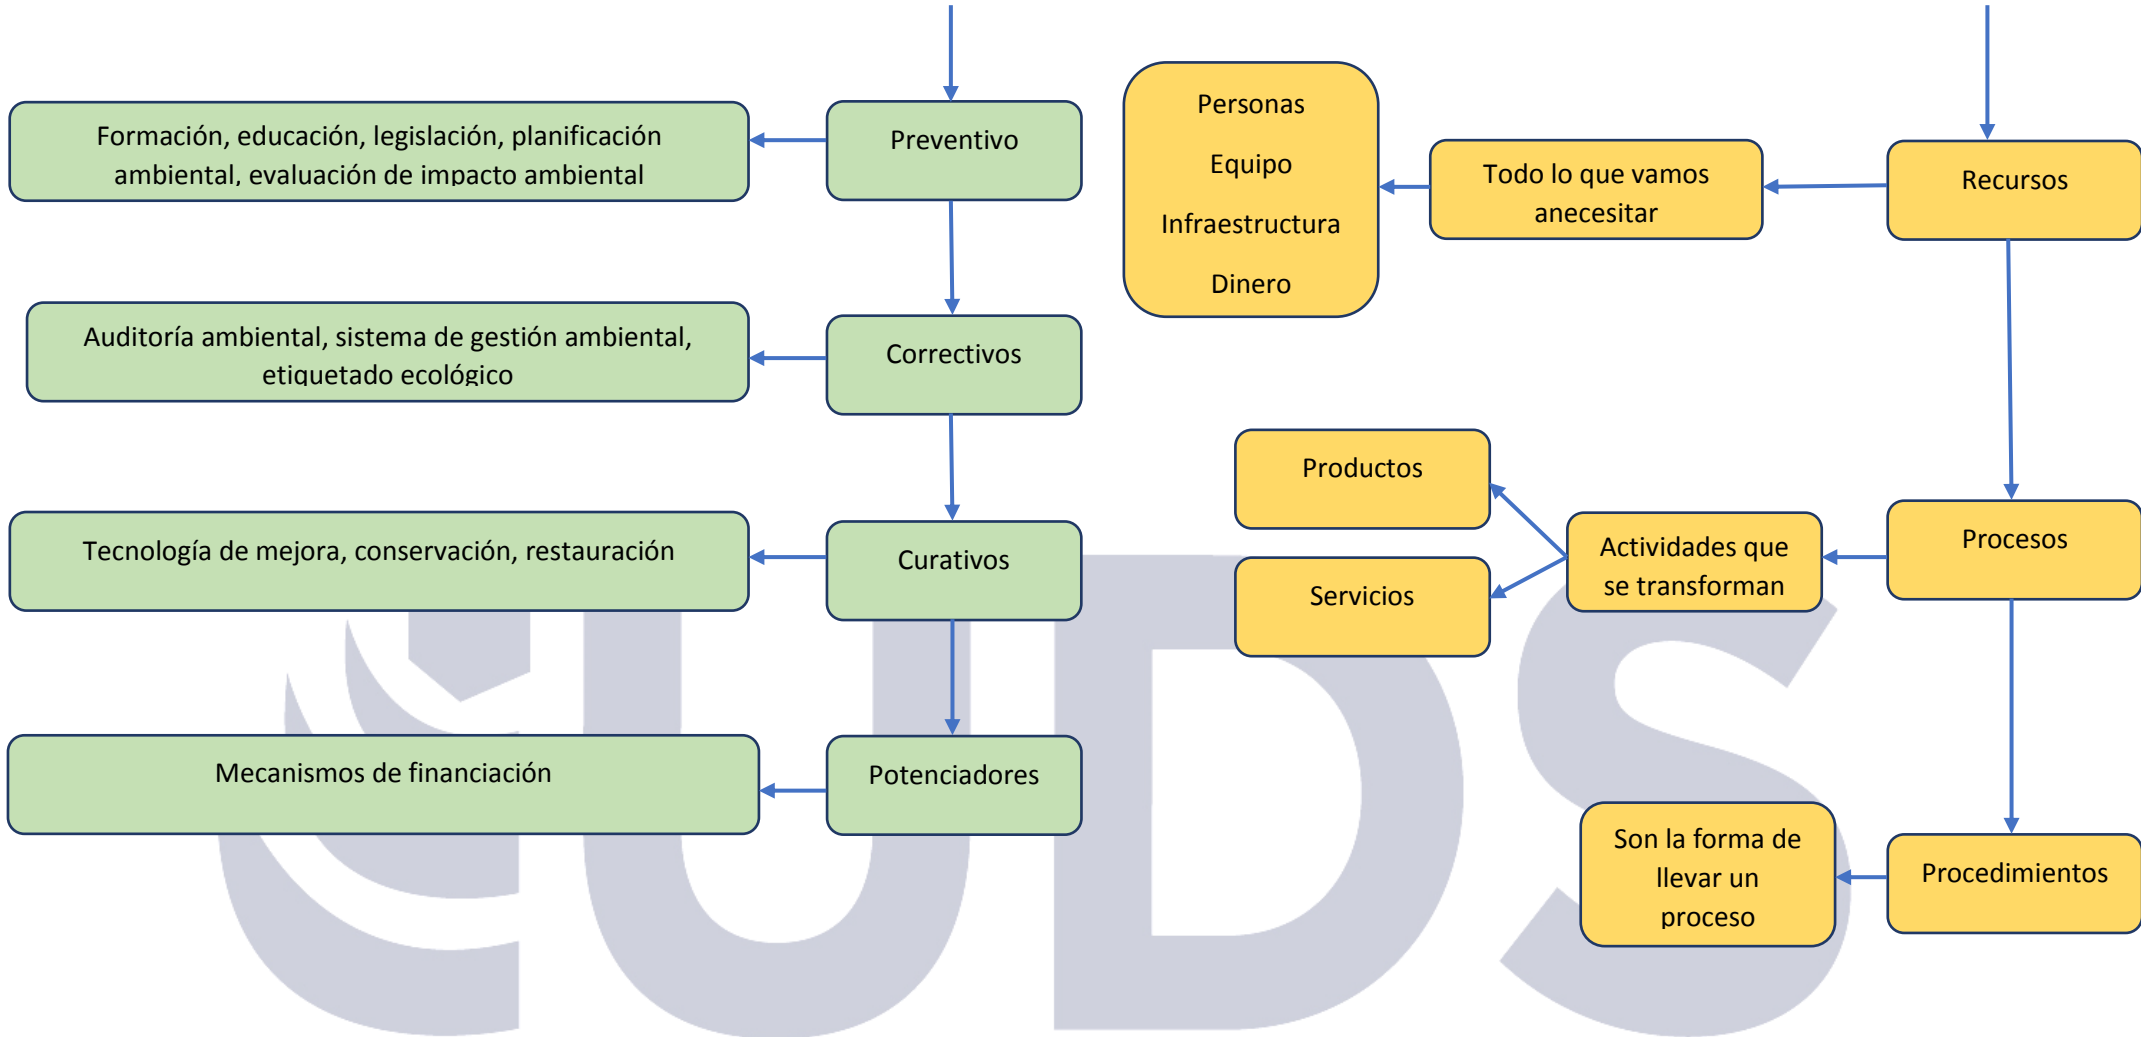 Preventivo
Formación, educación, legislación, planificación
ambiental, evaluación de impacto ambiental
Correctivos
Auditoría ambiental, sistema de gestión ambiental,
etiquetado ecológico
Curativos
Tecnología de mejora, conservación, restauración
Potenciadores
Mecanismos de financiación
Recursos
Todo lo que vamos
anecesitar
Personas
Equipo
Infraestructura
Dinero
Procesos
Actividades que
se transforman
Productos
Servicios
Procedimientos
Son la forma de
llevar un
proceso
UDS